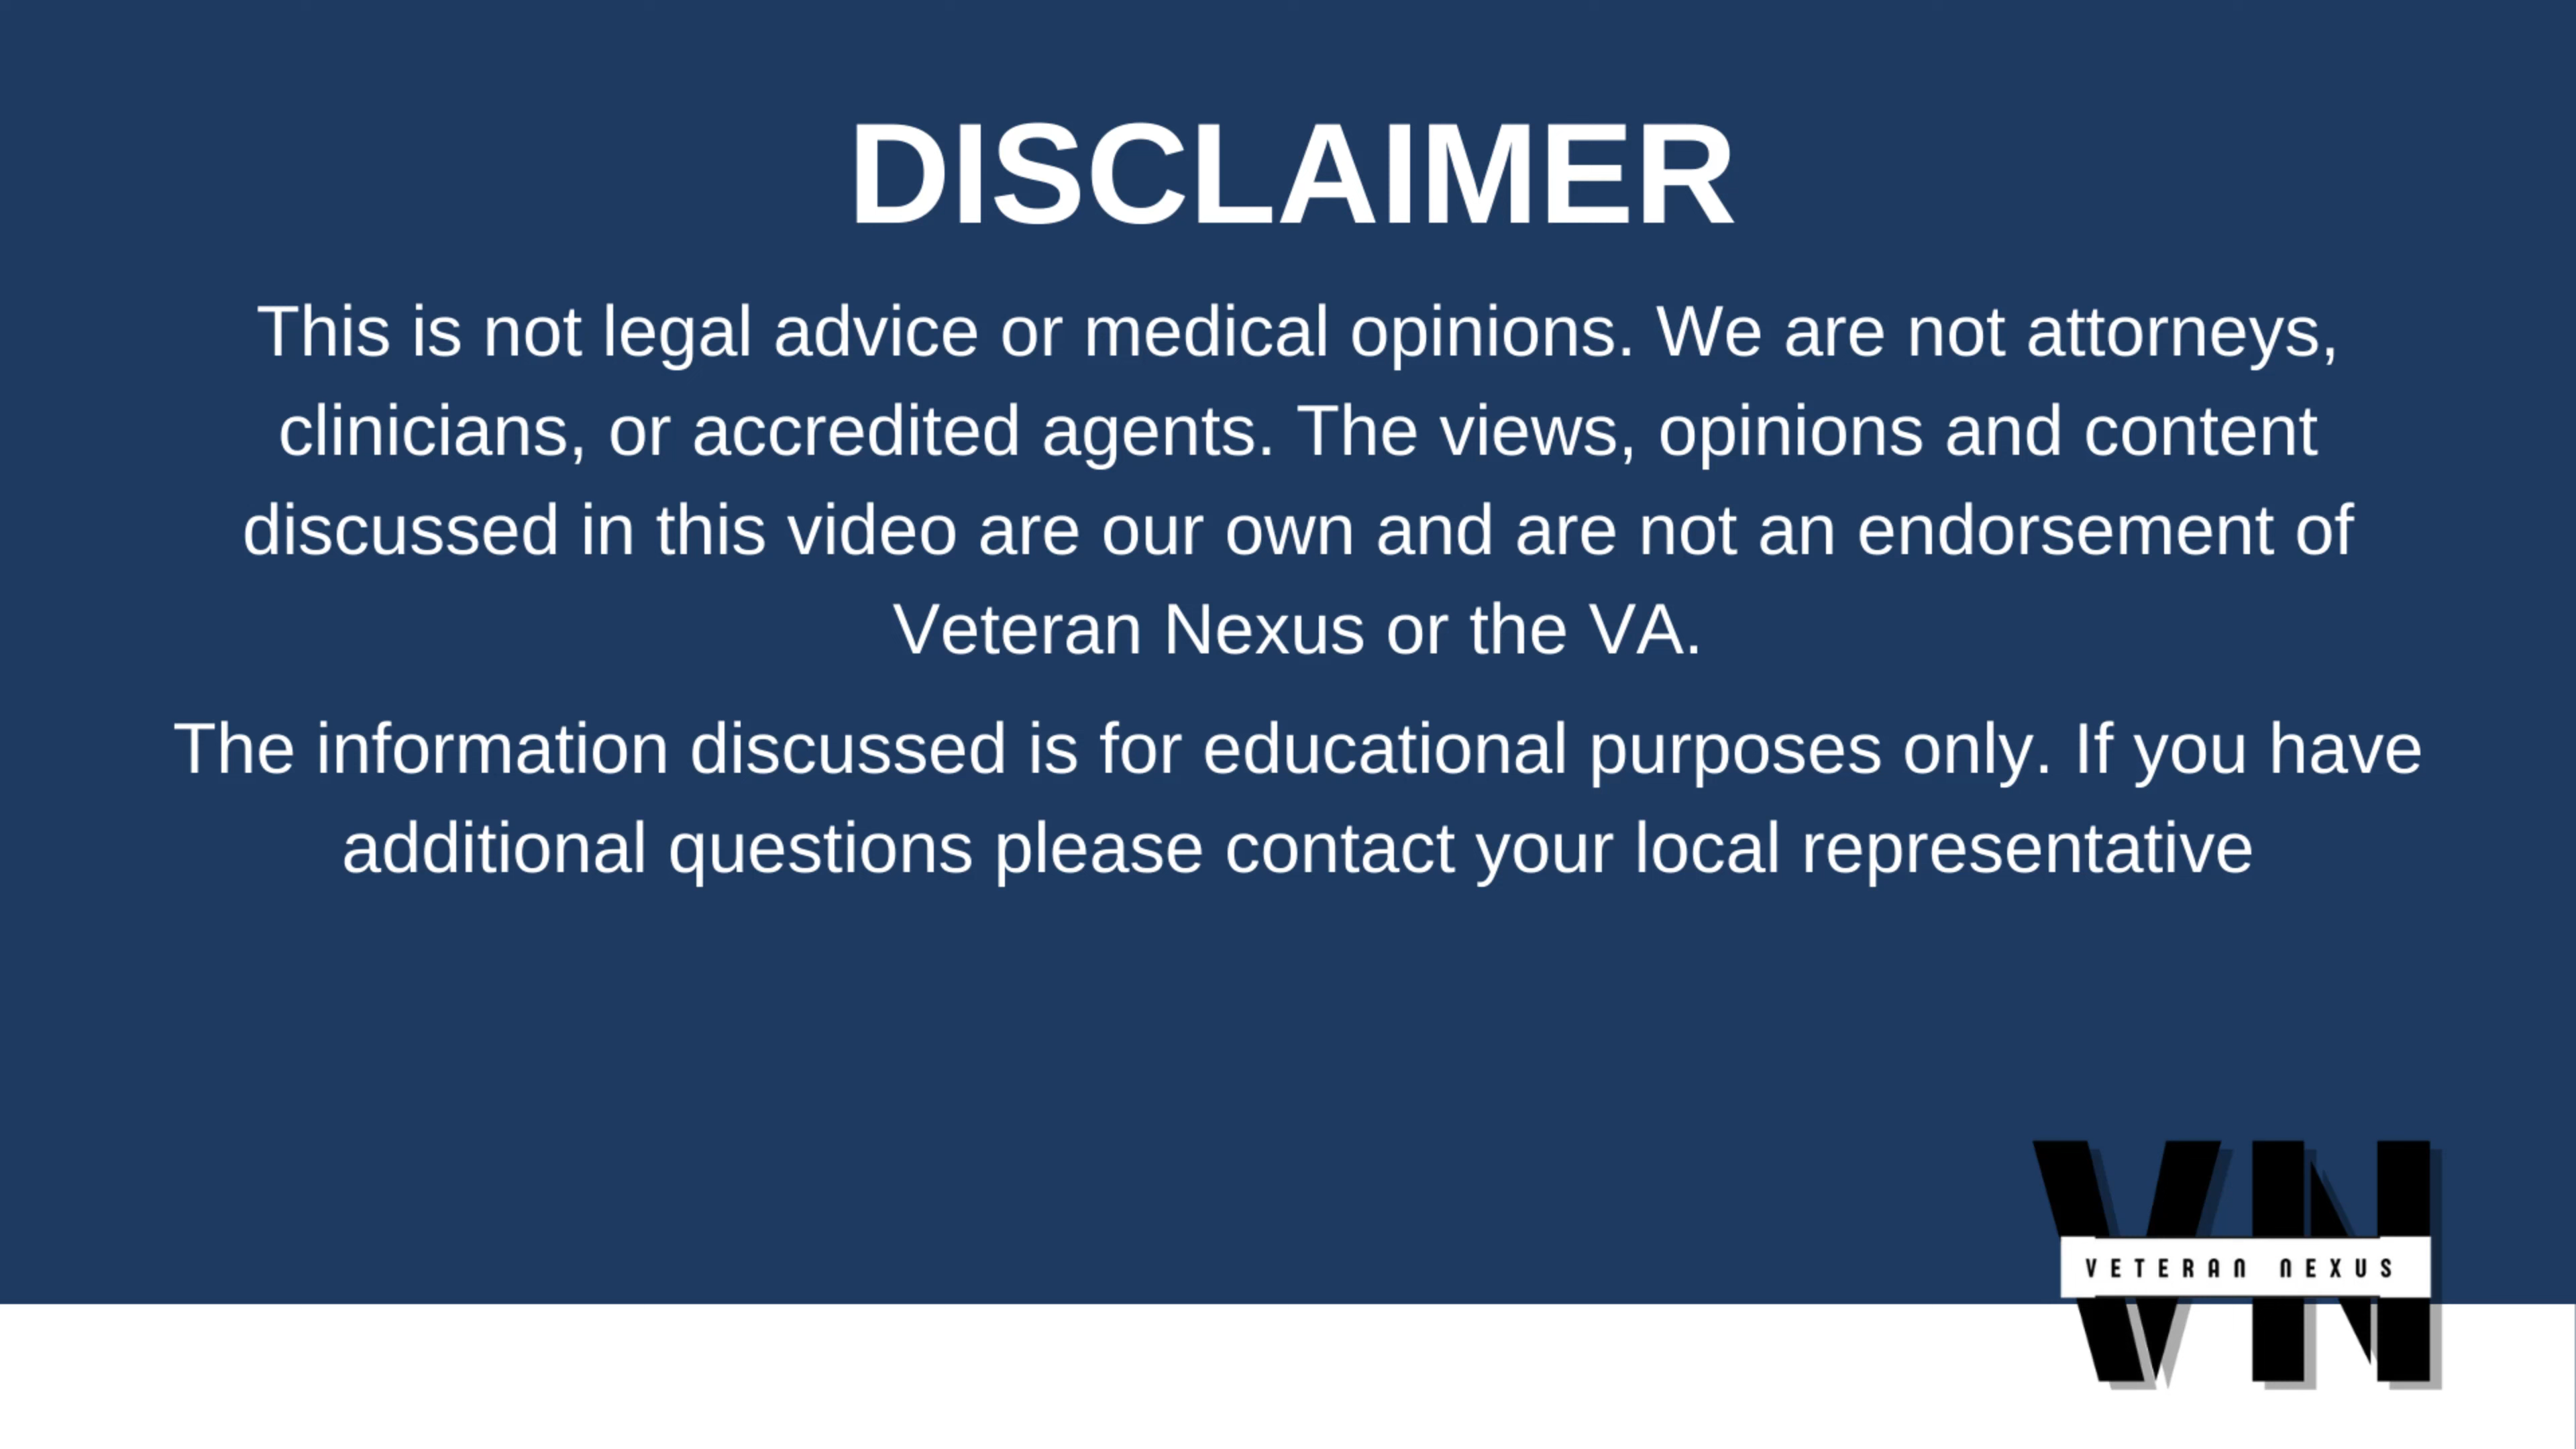 DISCLAIMER
This is not legal advice or medical opinions. We are not attorneys,
clinicians, or accredited agents. The views, opinions and content
discussed in this video are our own and are not an endorsement of
Veteran Nexus or the VA.
The information discussed is for educational purposes only. If you have
additional questions please contact your local representative
VN
VETERAN NEXUS